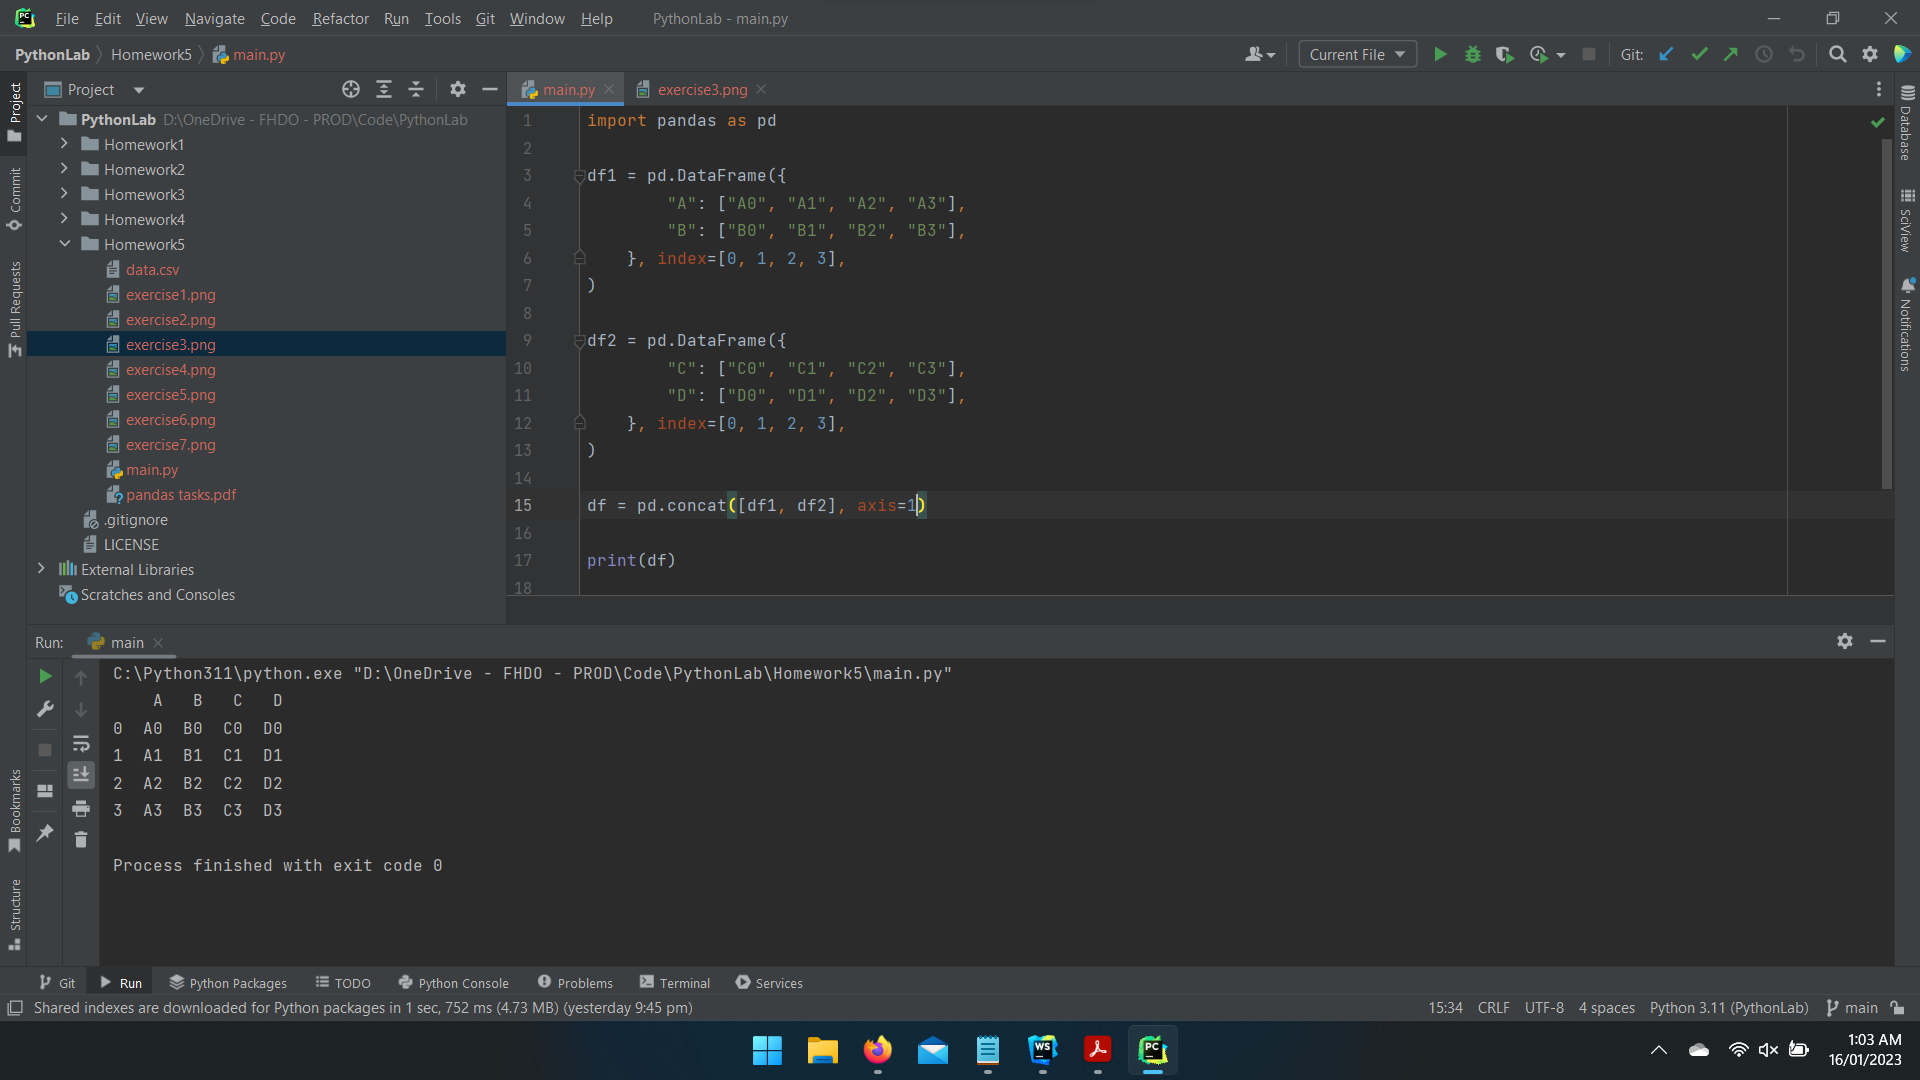 PC File Edit View Navigate Code Refactor Run Tools Git Window Help PythonLab - main.py
PythonLab Homework5 main.py Current File Git:
Project
main.py exercise3.png
PythonLab D:\OneDrive - FHDO - PROD\Code\PythonLab
Homework1
Homework2
Homework3
Homework4
Homework5
data.csv
exercise1.png
exercise2.png
exercise3.png
exercise4.png
exercise5.png
exercise6.png
exercise7.png
main.py
pandas tasks.pdf
.gitignore
LICENSE
External Libraries
Scratches and Consoles
1 import pandas as pd
2
3 df1 = pd.DataFrame({
4 "A": ["A0", "A1", "A2", "A3"],
5 "B": ["B0", "B1", "B2", "B3"],
6 }, index=[0, 1, 2, 3],
7 )
8
9 df2 = pd.DataFrame({
10 "C": ["C0", "C1", "C2", "C3"],
11 "D": ["D0", "D1", "D2", "D3"],
12 }, index=[0, 1, 2, 3],
13 )
14
15 df = pd.concat([df1, df2], axis=1)
16
17 print(df)
18
Project
Commit
Pull Requests
Bookmarks
Structure
Database
SciView
Notifications
Run: main
C:\Python311\python.exe "D:\OneDrive - FHDO - PROD\Code\PythonLab\Homework5\main.py"
A B C D
0 A0 B0 C0 D0
1 A1 B1 C1 D1
2 A2 B2 C2 D2
3 A3 B3 C3 D3
Process finished with exit code 0
Git Run Python Packages TODO Python Console Problems Terminal Services
Shared indexes are downloaded for Python packages in 1 sec, 752 ms (4.73 MB) (yesterday 9:45 pm) 15:34 CRLF UTF-8 4 spaces Python 3.11 (PythonLab) main
WS PC
1:03 AM
16/01/2023